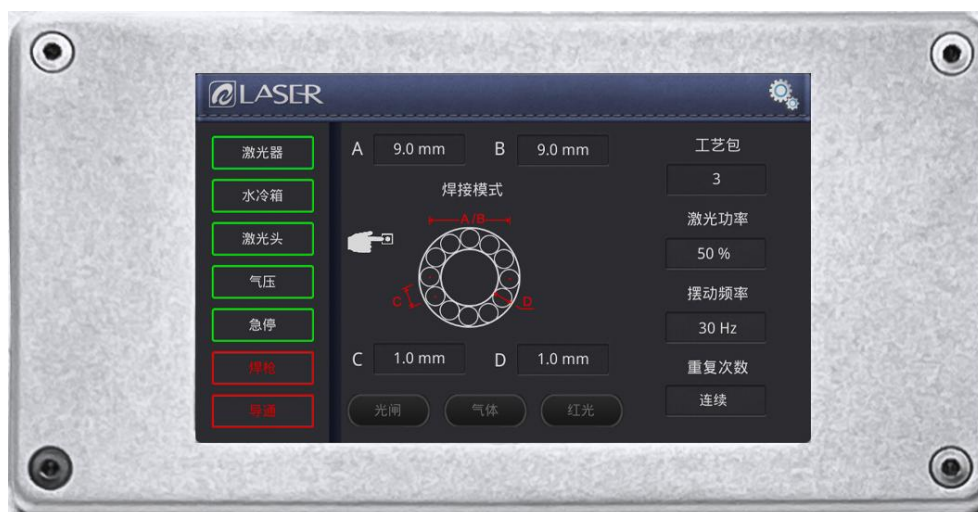 LASER
激光器
水冷箱
激光头
气压
急停
焊枪
导通
A 9.0 mm B 9.0 mm
焊接模式
A/B
C
D
C 1.0 mm D 1.0 mm
光闸 气体 红光
工艺包
3
激光功率
50 %
摆动频率
30 Hz
重复次数
连续